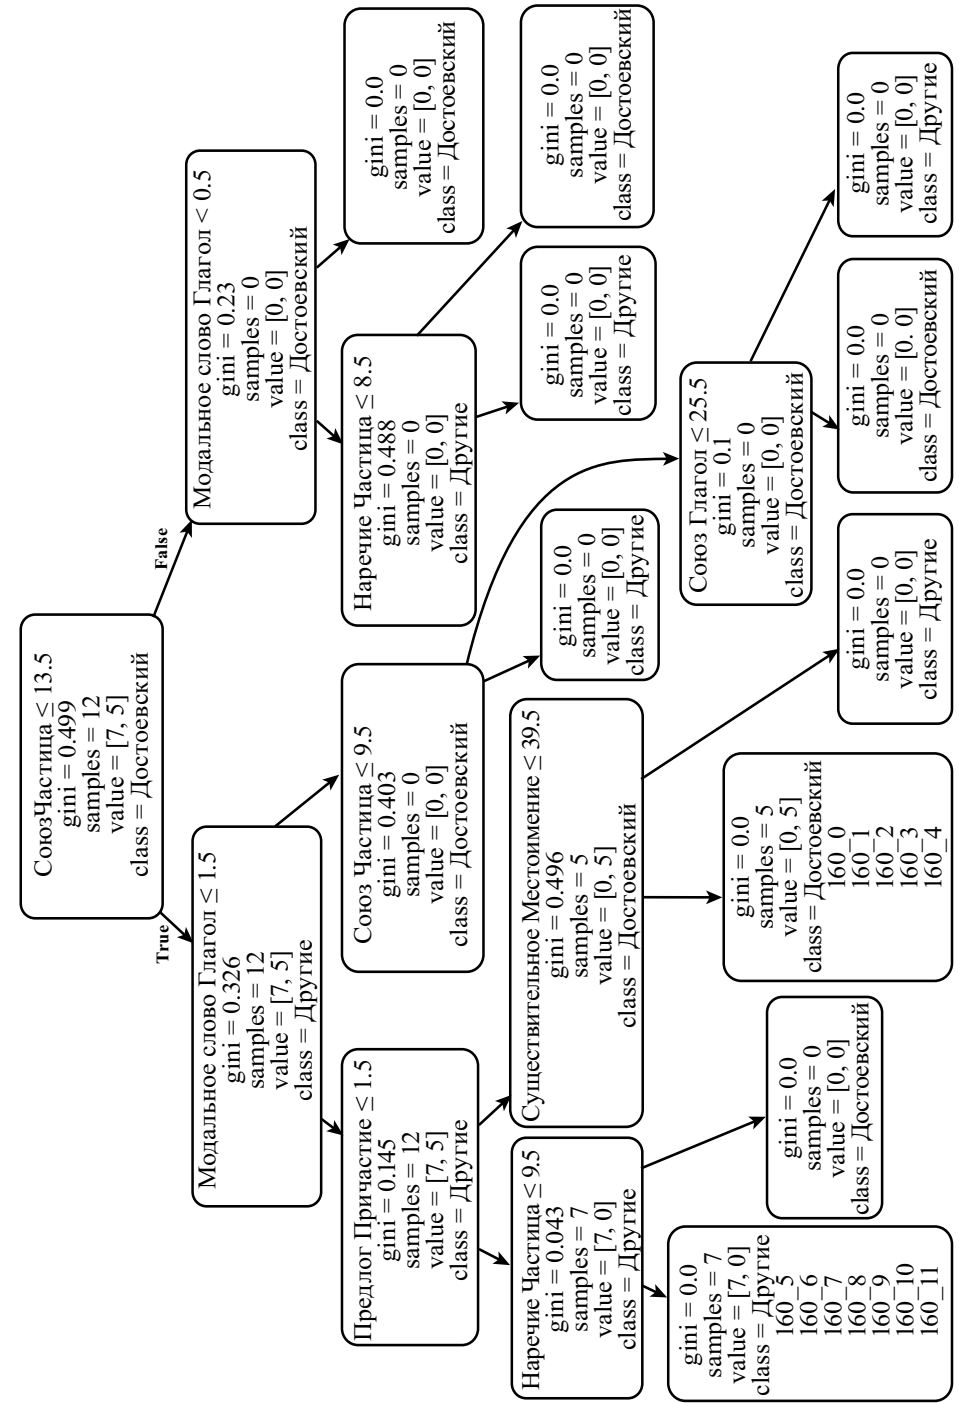 СоюзЧастица ≤ 13.5
gini = 0.499
samples = 12
value = [7, 5]
class = Достоевский
True
False
Модальное слово Глагол ≤ 1.5
gini = 0.326
samples = 12
value = [7, 5]
class = Другие
Модальное слово Глагол < 0.5
gini = 0.23
samples = 0
value = [0, 0]
class = Достоевский
Предлог Причастие ≤ 1.5
gini = 0.145
samples = 12
value = [7, 5]
class = Другие
Союз Частица ≤ 9.5
gini = 0.403
samples = 0
value = [0, 0]
class = Достоевский
Наречие Частица ≤ 8.5
gini = 0.488
samples = 0
value = [0, 0]
class = Другие
gini = 0.0
samples = 0
value = [0, 0]
class = Достоевский
Наречие Частица ≤ 9.5
gini = 0.043
samples = 7
value = [7, 0]
class = Другие
Существительное Местоимение ≤ 39.5
gini = 0.496
samples = 5
value = [0, 5]
class = Достоевский
gini = 0.0
samples = 0
value = [0, 0]
class = Другие
gini = 0.0
samples = 0
value = [0, 0]
class = Другие
gini = 0.0
samples = 0
value = [0, 0]
class = Достоевский
gini = 0.0
samples = 7
value = [7, 0]
class = Другие
160_5
160_6
160_7
160_8
160_9
160_10
160_11
gini = 0.0
samples = 0
value = [0, 0]
class = Достоевский
gini = 0.0
samples = 5
value = [0, 5]
class = Достоевский
160_0
160_1
160_2
160_3
160_4
Союз Глагол ≤ 25.5
gini = 0.1
samples = 0
value = [0, 0]
class = Достоевский
gini = 0.0
samples = 0
value = [0, 0]
class = Другие
gini = 0.0
samples = 0
value = [0. 0]
class = Достоевский
gini = 0.0
samples = 0
value = [0, 0]
class = Другие